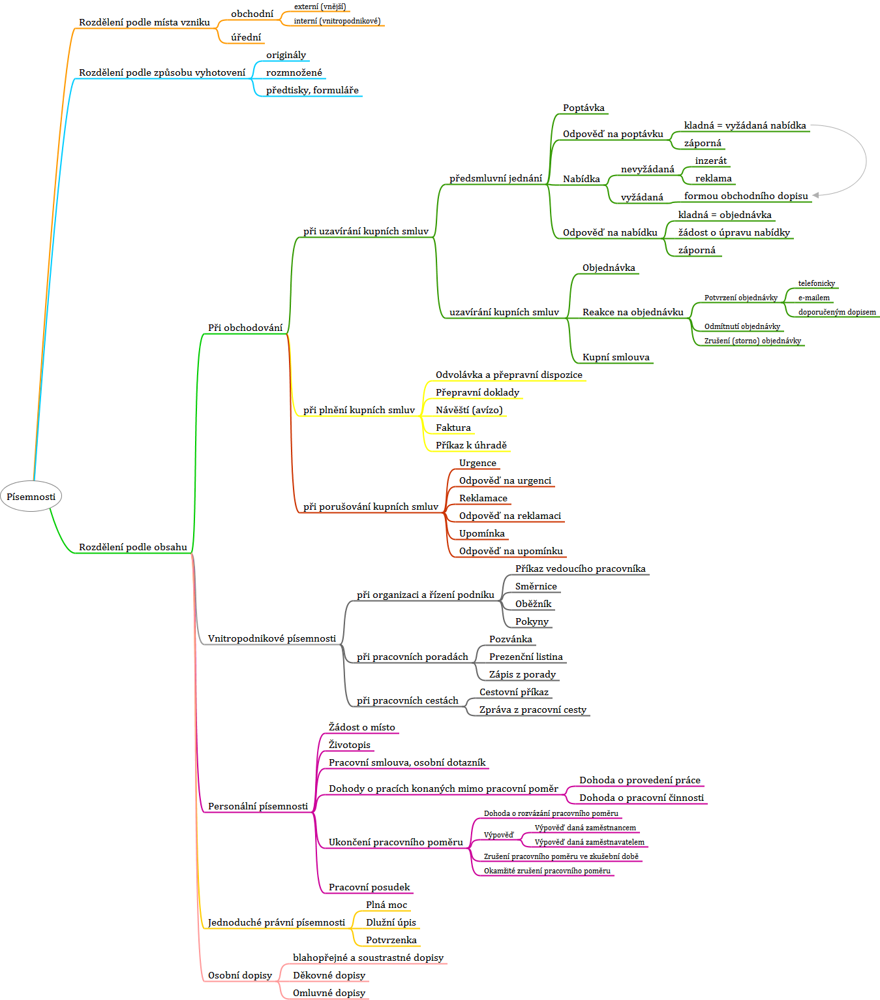 Písemnosti
Rozdělení podle místa vzniku
obchodní
externí (vnější)
interní (vnitropodnikové)
úřední
Rozdělení podle způsobu vyhotovení
originály
rozmnožené
předtisky, formuláře
Rozdělení podle obsahu
Při obchodování
při uzavírání kupních smluv
předsmluvní jednání
Poptávka
Odpověď na poptávku
kladná = vyžádaná nabídka
záporná
Nabídka
nevyžádaná
inzerát
reklama
vyžádaná
formou obchodního dopisu
Odpověď na nabídku
kladná = objednávka
žádost o úpravu nabídky
záporná
uzavírání kupních smluv
Objednávka
Reakce na objednávku
Potvrzení objednávky
telefonicky
e-mailem
doporučeným dopisem
Odmítnutí objednávky
Zrušení (storno) objednávky
Kupní smlouva
při plnění kupních smluv
Odvolávka a přepravní dispozice
Přepravní doklady
Návěští (avízo)
Faktura
Příkaz k úhradě
při porušování kupních smluv
Urgence
Odpověď na urgenci
Reklamace
Odpověď na reklamaci
Upomínka
Odpověď na upomínku
Vnitropodnikové písemnosti
při organizaci a řízení podniku
Příkaz vedoucího pracovníka
Směrnice
Oběžník
Pokyny
při pracovních poradách
Pozvánka
Prezenční listina
Zápis z porady
při pracovních cestách
Cestovní příkaz
Zpráva z pracovní cesty
Personální písemnosti
Žádost o místo
Životopis
Pracovní smlouva, osobní dotazník
Dohody o pracích konaných mimo pracovní poměr
Dohoda o provedení práce
Dohoda o pracovní činnosti
Ukončení pracovního poměru
Dohoda o rozvázání pracovního poměru
Výpověď
Výpověď daná zaměstnancem
Výpověď daná zaměstnavatelem
Zrušení pracovního poměru ve zkušební době
Okamžité zrušení pracovního poměru
Pracovní posudek
Jednoduché právní písemnosti
Plná moc
Dlužní úpis
Potvrzenka
Osobní dopisy
blahopřejné a soustrastné dopisy
Děkovné dopisy
Omluvné dopisy